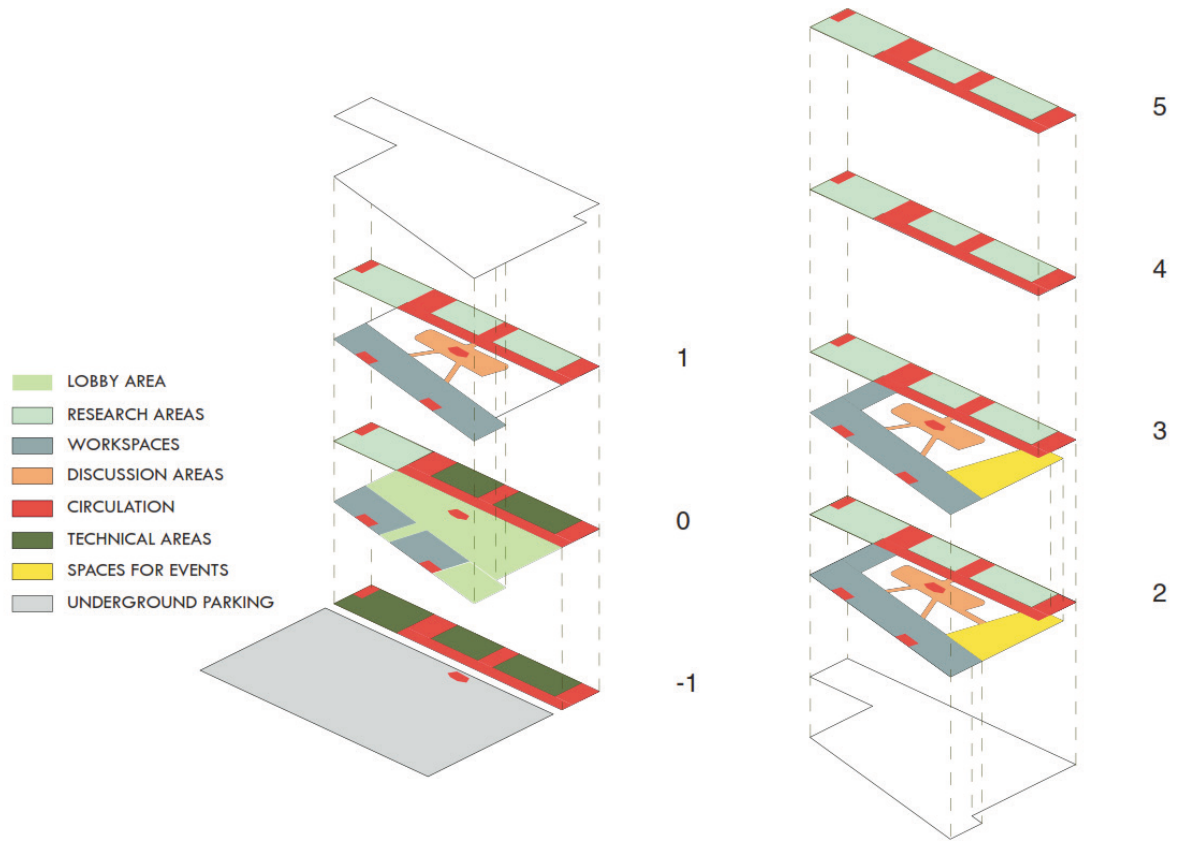 LOBBY AREA
RESEARCH AREAS
WORKSPACES
DISCUSSION AREAS
CIRCULATION
TECHNICAL AREAS
SPACES FOR EVENTS
UNDERGROUND PARKING
1
0
-1
5
4
3
2